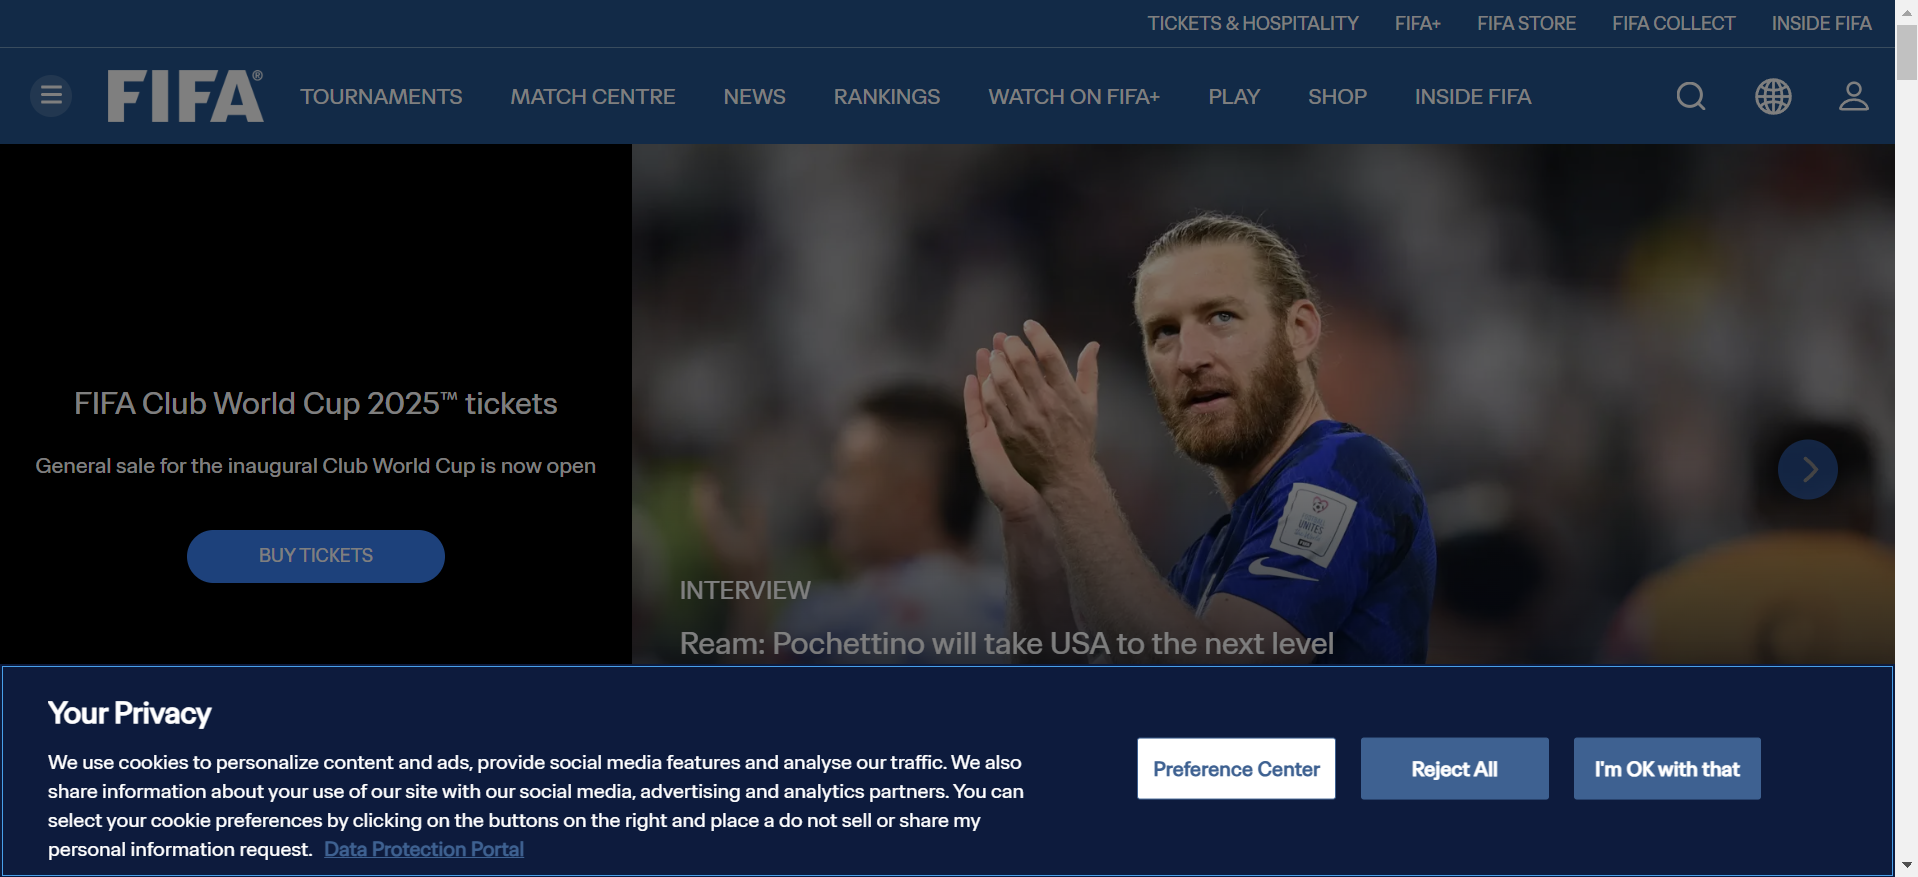 TICKETS & HOSPITALITY FIFA+ FIFA STORE FIFA COLLECT INSIDE FIFA
FIFA® TOURNAMENTS MATCH CENTRE NEWS RANKINGS WATCH ON FIFA+ PLAY SHOP INSIDE FIFA
FIFA Club World Cup 2025™ tickets
General sale for the inaugural Club World Cup is now open
BUY TICKETS
UNITES
INTERVIEW
Ream: Pochettino will take USA to the next level
Your Privacy
We use cookies to personalize content and ads, provide social media features and analyse our traffic. We also
share information about your use of our site with our social media, advertising and analytics partners. You can
select your cookie preferences by clicking on the buttons on the right and place a do not sell or share my
personal information request. Data Protection Portal
Preference Center Reject All I'm OK with that